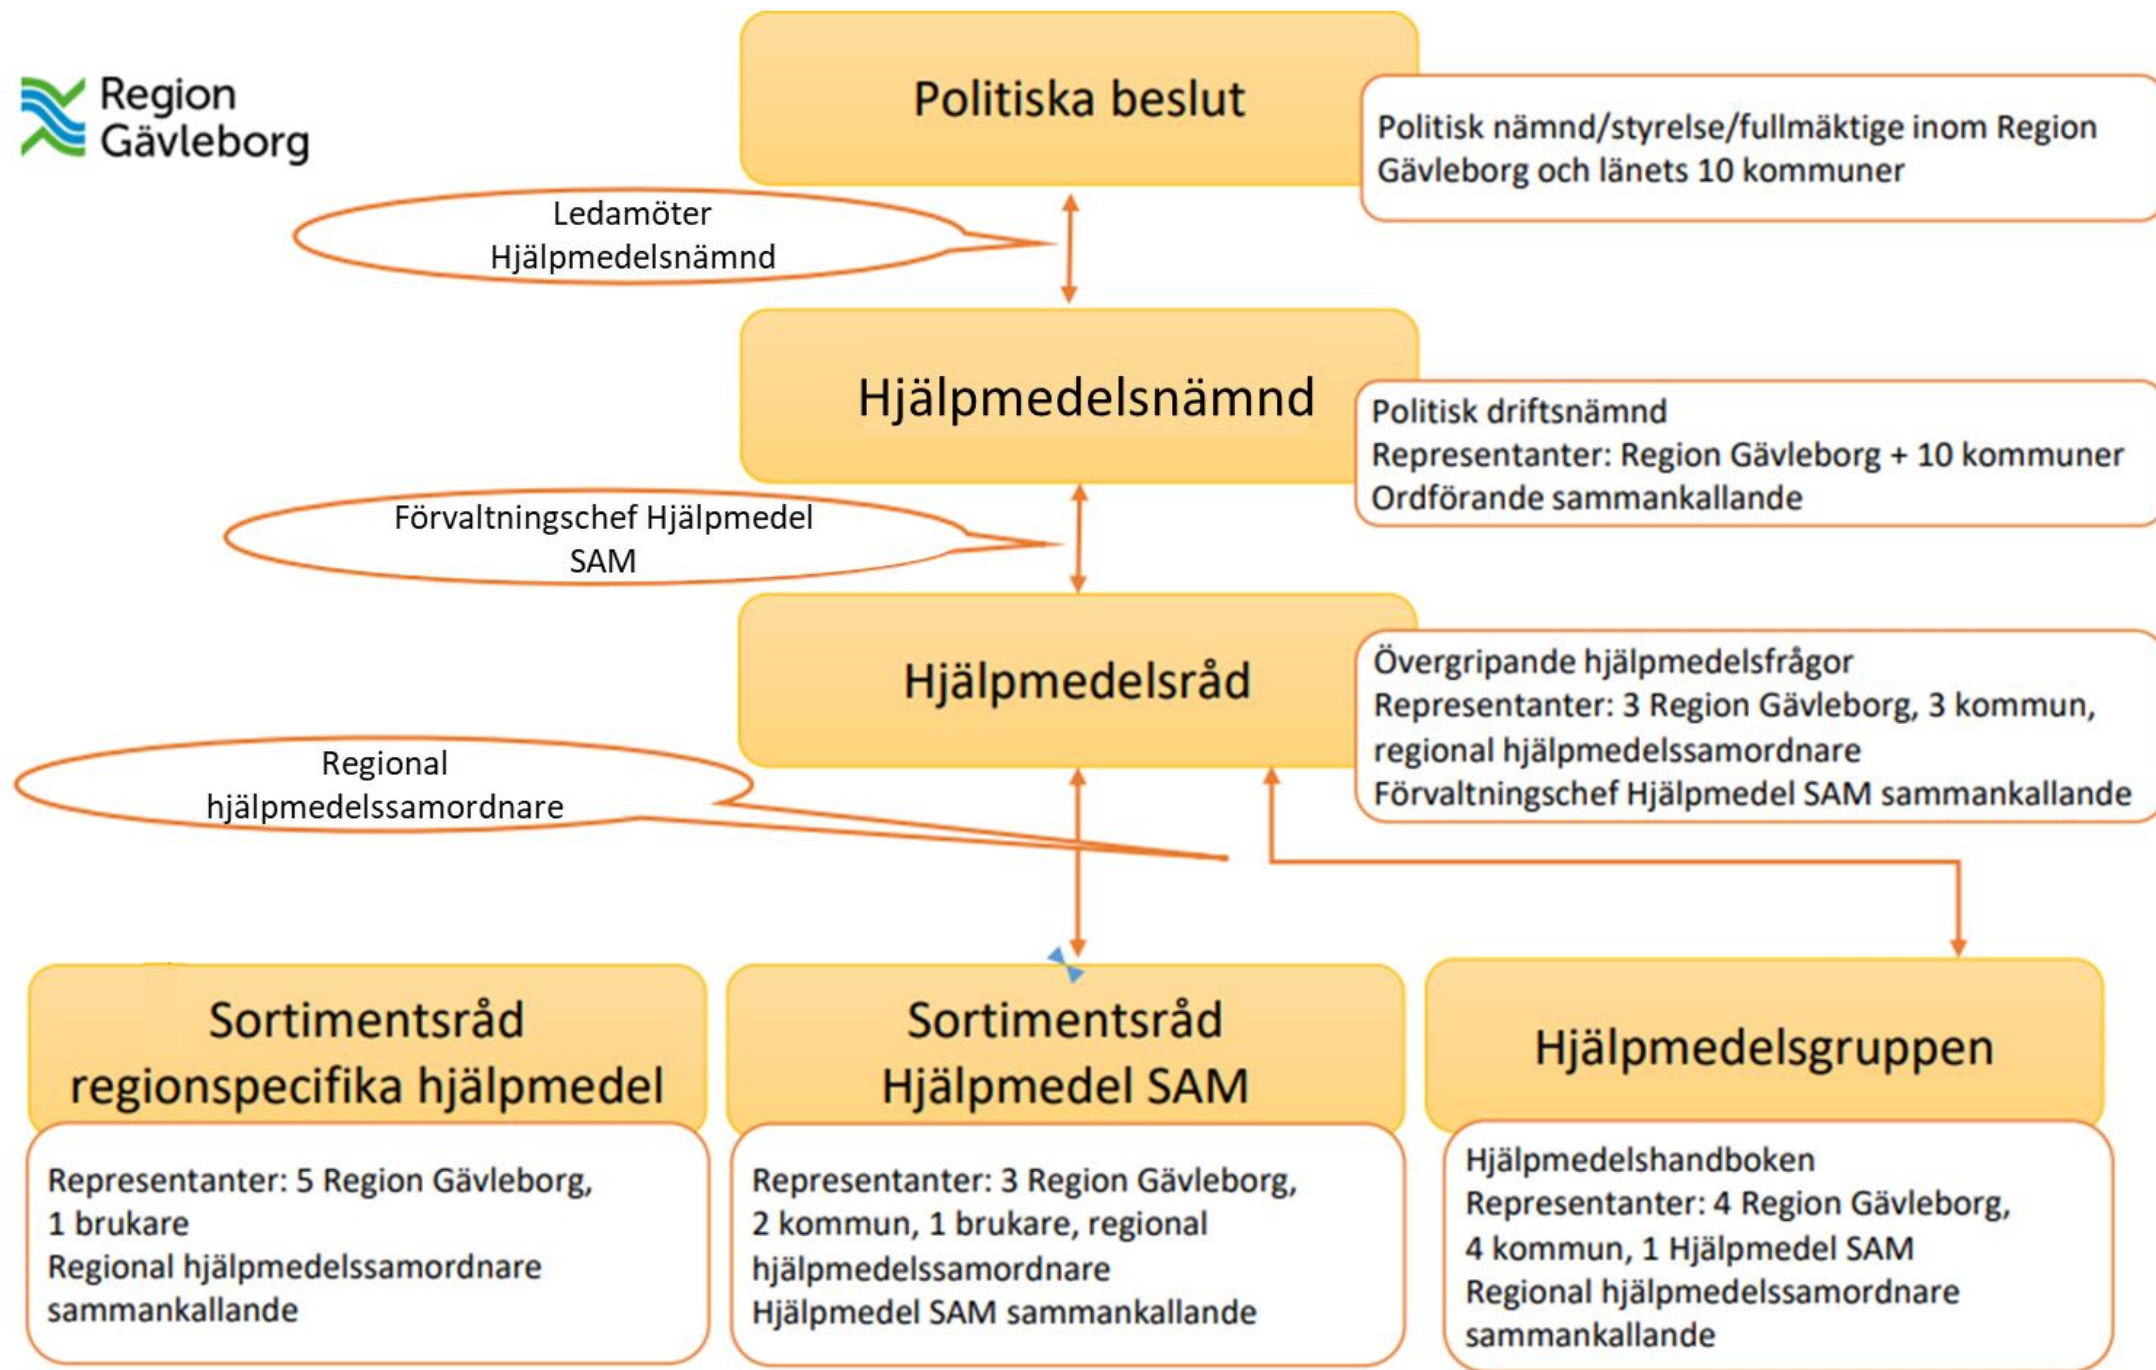 Region
Gävleborg
Politiska beslut
Politisk nämnd/styrelse/fullmäktige inom Region
Gävleborg och länets 10 kommuner
Ledamöter
Hjälpmedelsnämnd
Hjälpmedelsnämnd
Politisk driftsnämnd
Representanter: Region Gävleborg + 10 kommuner
Ordförande sammankallande
Förvaltningschef Hjälpmedel
SAM
Hjälpmedelsråd
Övergripande hjälpmedelsfrågor
Representanter: 3 Region Gävleborg, 3 kommun,
regional hjälpmedelssamordnare
Förvaltningschef Hjälpmedel SAM sammankallande
Regional
hjälpmedelssamordnare
Sortimentsråd
regionspecifika hjälpmedel
Representanter: 5 Region Gävleborg,
1 brukare
Regional hjälpmedelssamordnare
sammankallande
Sortimentsråd
Hjälpmedel SAM
Representanter: 3 Region Gävleborg,
2 kommun, 1 brukare, regional
hjälpmedelssamordnare
Hjälpmedel SAM sammankallande
Hjälpmedelsgruppen
Hjälpmedelshandboken
Representanter: 4 Region Gävleborg,
4 kommun, 1 Hjälpmedel SAM
Regional hjälpmedelssamordnare
sammankallande